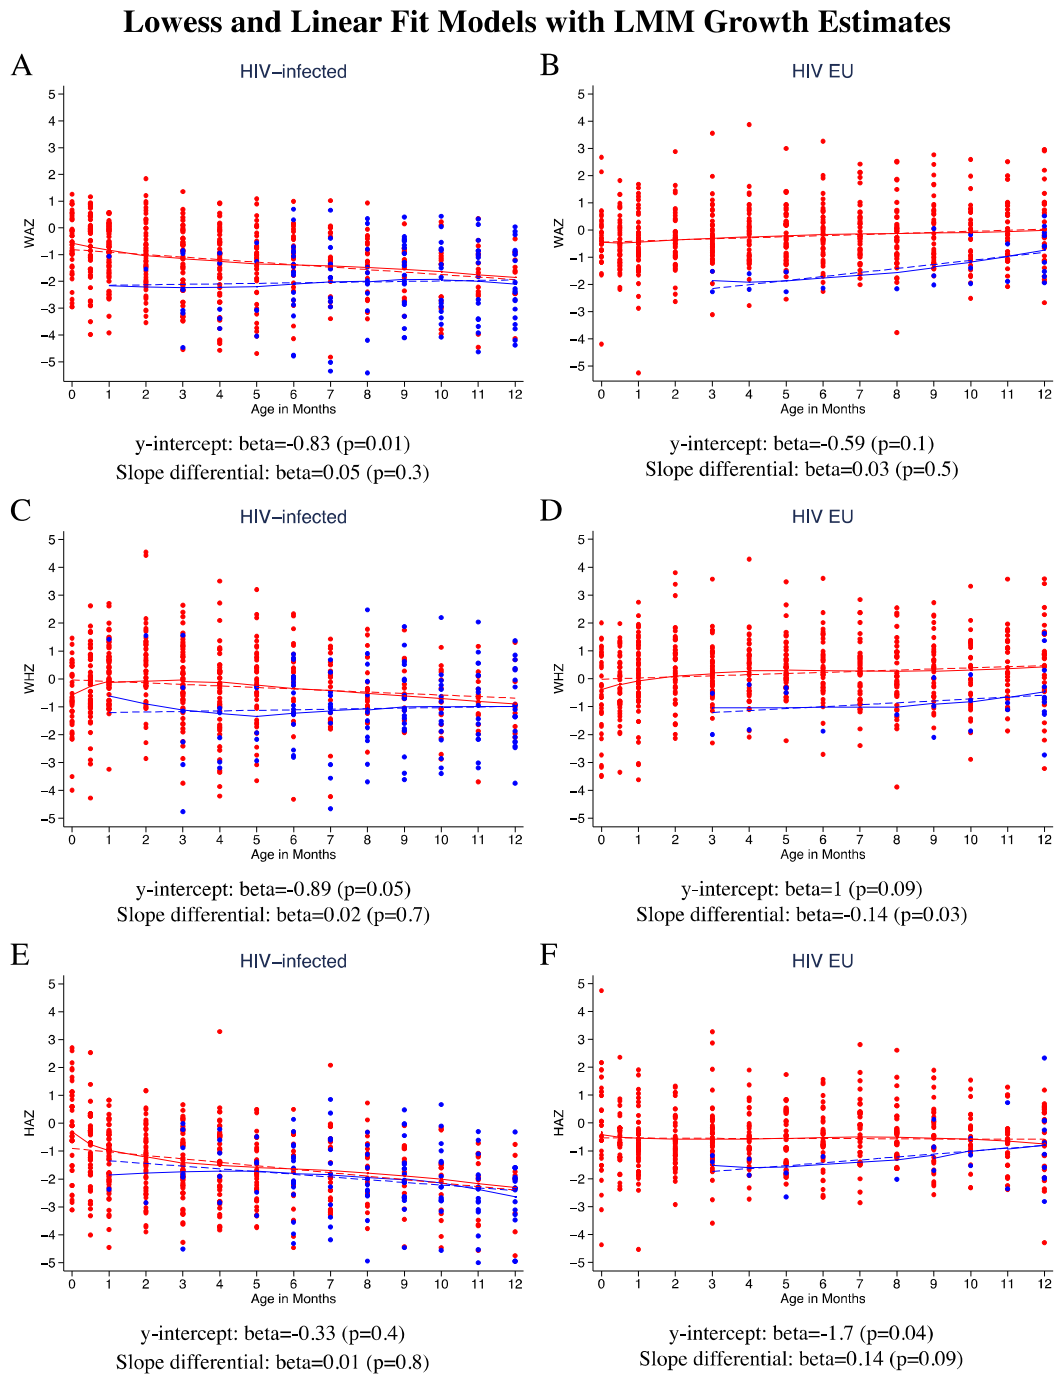 Lowess and Linear Fit Models with LMM Growth Estimates
A
HIV–infected
WAZ
5
4
3
2
1
0
−1
−2
−3
−4
−5
0 1 2 3 4 5 6 7 8 9 10 11 12
Age in Months
y-intercept: beta=-0.83 (p=0.01)
Slope differential: beta=0.05 (p=0.3)
B
HIV EU
WAZ
5
4
3
2
1
0
−1
−2
−3
−4
−5
0 1 2 3 4 5 6 7 8 9 10 11 12
Age in Months
y-intercept: beta=-0.59 (p=0.1)
Slope differential: beta=0.03 (p=0.5)
C
HIV–infected
WHZ
5
4
3
2
1
0
−1
−2
−3
−4
−5
0 1 2 3 4 5 6 7 8 9 10 11 12
Age in Months
y-intercept: beta=-0.89 (p=0.05)
Slope differential: beta=0.02 (p=0.7)
D
HIV EU
WHZ
5
4
3
2
1
0
−1
−2
−3
−4
−5
0 1 2 3 4 5 6 7 8 9 10 11 12
Age in Months
y-intercept: beta=1 (p=0.09)
Slope differential: beta=-0.14 (p=0.03)
E
HIV–infected
HAZ
5
4
3
2
1
0
−1
−2
−3
−4
−5
0 1 2 3 4 5 6 7 8 9 10 11 12
Age in Months
y-intercept: beta=-0.33 (p=0.4)
Slope differential: beta=0.01 (p=0.8)
F
HIV EU
HAZ
5
4
3
2
1
0
−1
−2
−3
−4
−5
0 1 2 3 4 5 6 7 8 9 10 11 12
Age in Months
y-intercept: beta=-1.7 (p=0.04)
Slope differential: beta=0.14 (p=0.09)